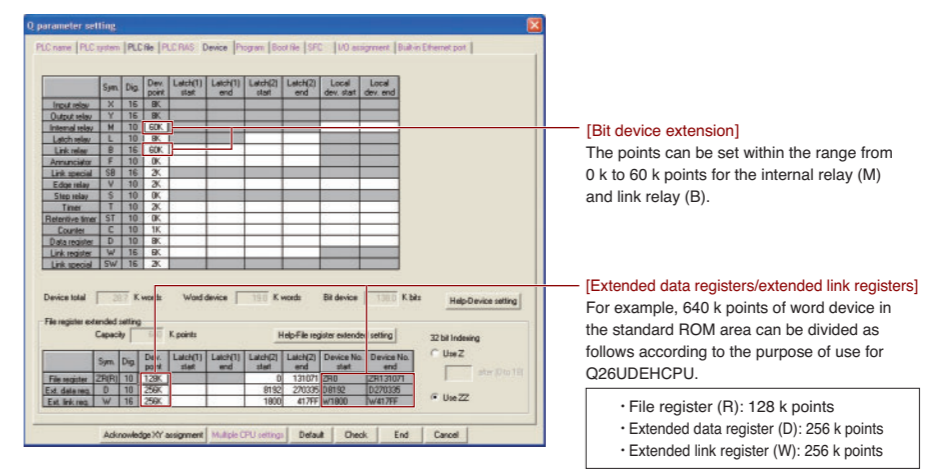 Q parameter setting
PLC name PLC system PLC file PLC RAS Device Program Boot file SFC I/O assignment Built-in Ethernet port
Sym. Dig. Dev. point Latch(1) start Latch(1) end Latch(2) start Latch(2) end Local dev. start Local dev. end
Input relay X 16 8K
Output relay Y 16 8K
Internal relay M 10 60K
Latch relay L 10 8K
Link relay B 16 60K
Annunciator F 10 0K
Link special SB 16 2K
Edge relay V 10 2K
Step relay S 10 0K
Timer T 10 2K
Retentive timer ST 10 0K
Counter C 10 1K
Data register D 10 8K
Link register W 16 6K
Link special SW 16 2K
Device total K words Word device K words Bit device K bits Help-Device setting
File register extended setting
Capacity K points Help-File register extended setting
32 bit Indexing
Use Z
after (0 to 18)
Use ZZ
Sym. Dig. Dev. point Latch(1) start Latch(1) end Latch(2) start Latch(2) end Device No. start Device No. end
File register ZR(R) 10 128K 0 131071 ZR0 ZR131071
Ext. data reg. D 10 256K 8192 270335 D8192 D270335
Ext. link reg. W 16 256K 1800 417FF W1800 W417FF
Acknowledge XY assignment Multiple CPU settings Default Check End Cancel
[Bit device extension]
The points can be set within the range from
0 k to 60 k points for the internal relay (M)
and link relay (B).
[Extended data registers/extended link registers]
For example, 640 k points of word device in
the standard ROM area can be divided as
follows according to the purpose of use for
Q26UDEHCPU.
・File register (R): 128 k points
・Extended data register (D): 256 k points
・Extended link register (W): 256 k points